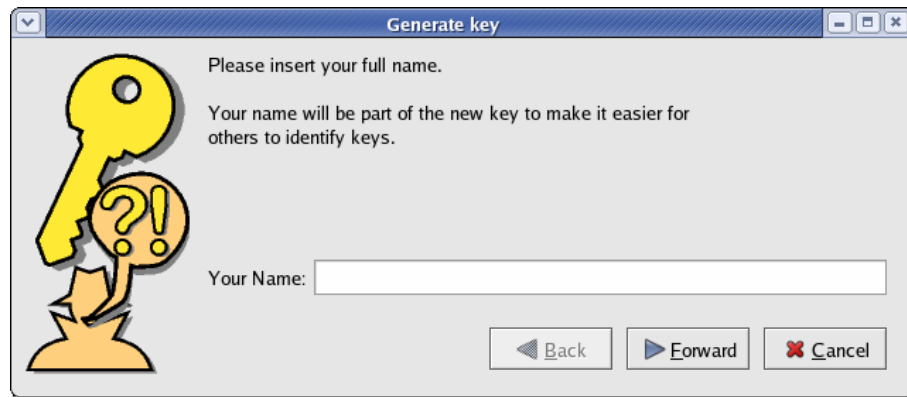 Generate key
Please insert your full name.
Your name will be part of the new key to make it easier for
others to identify keys.
?!
Your Name:
Back
Forward
Cancel